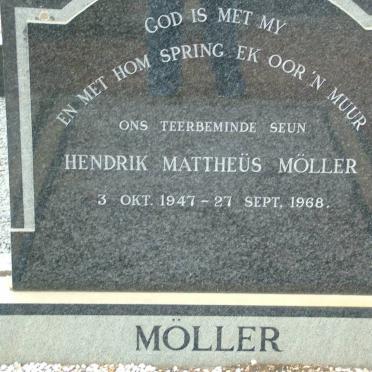 GOD IS MET MY
EN MET HOM SPRING EK OOR 'N MUUR
ONS TEERBEMINDE SEUN
HENDRIK MATTHEÜS MÖLLER
3 OKT. 1947 – 27 SEPT, 1968.
MÖLLER